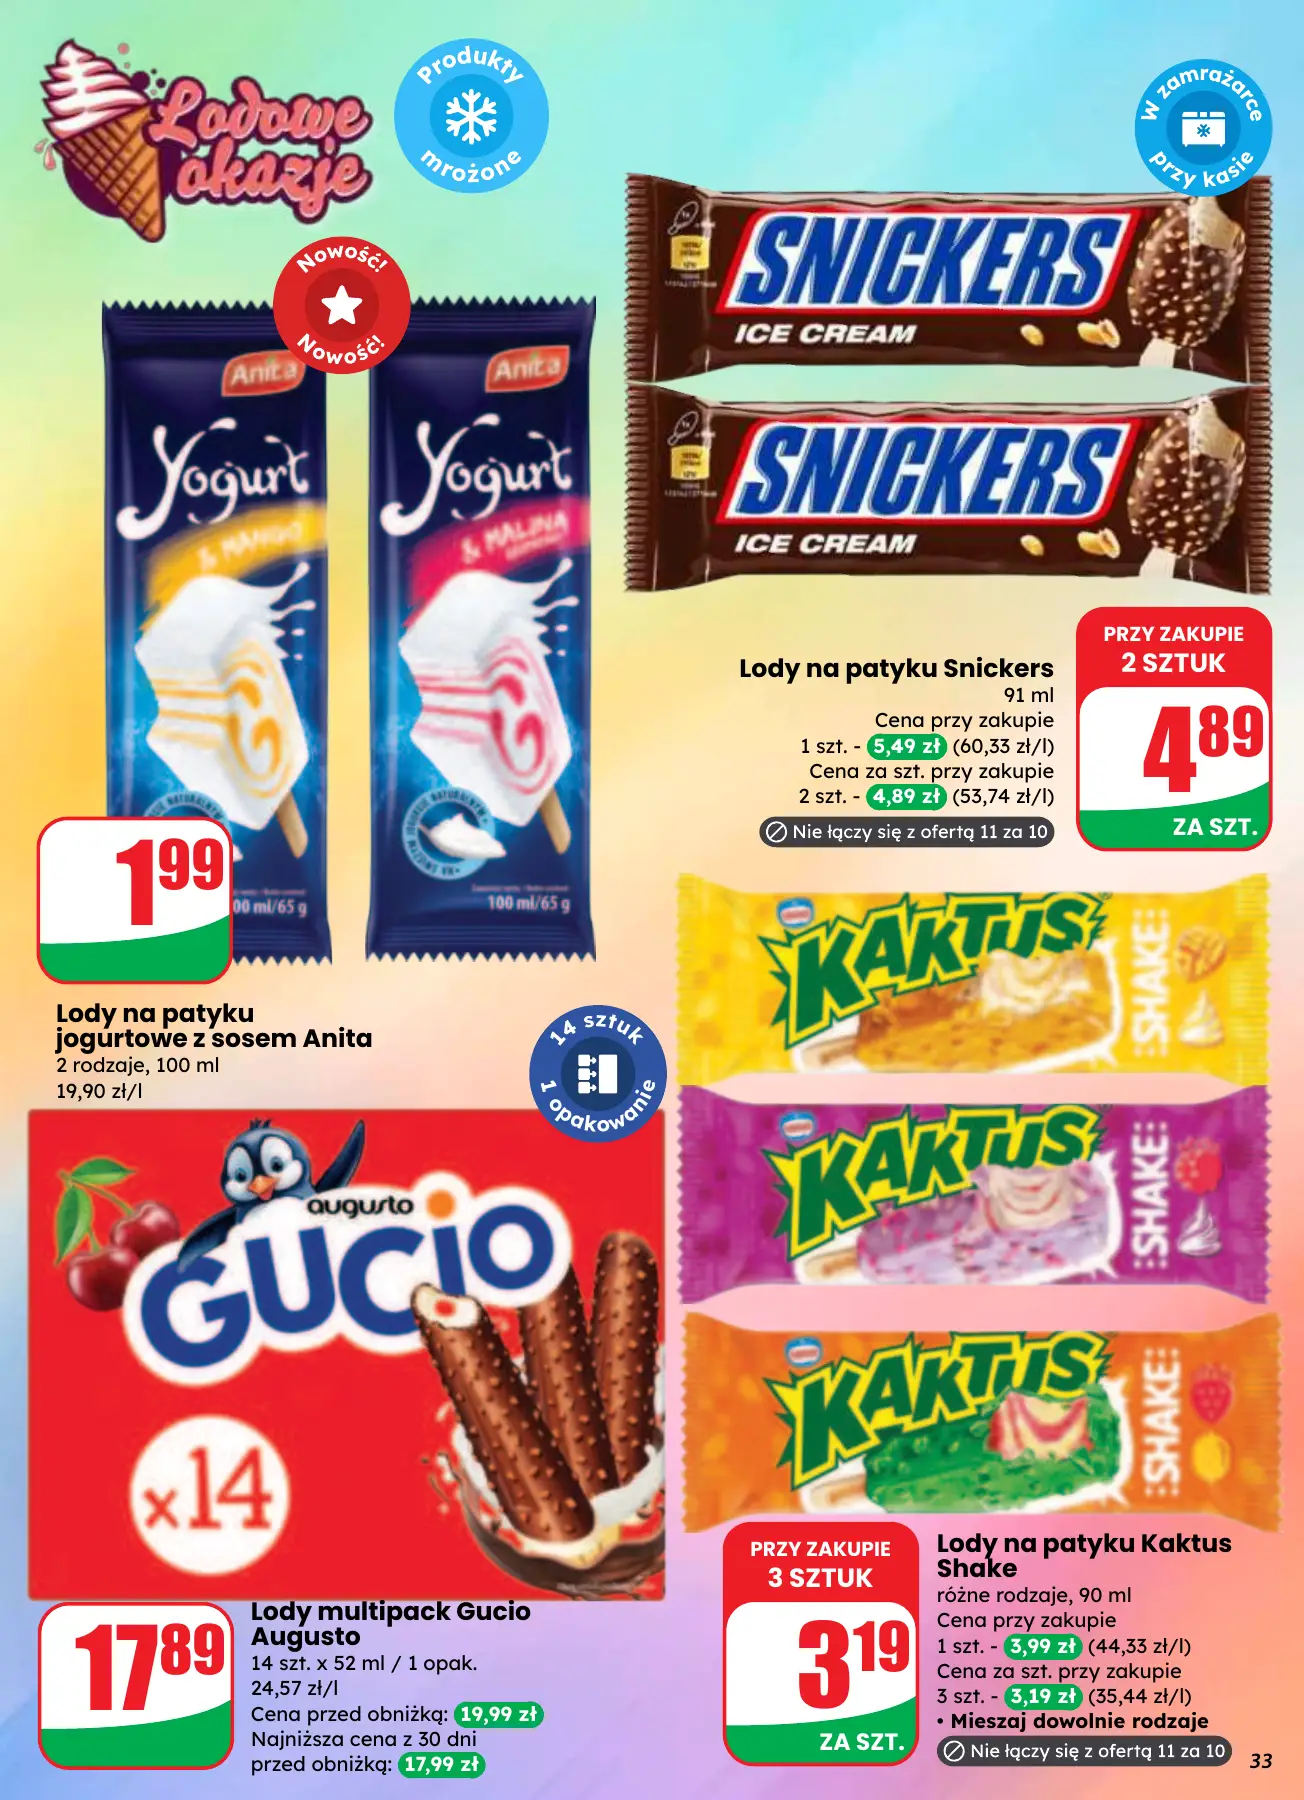 Lodowe
okazje
Produkty
mrożone
W zamrażarce
przy kasie
Nowość!
Nowość!
SNICKERS
ICE CREAM
SNICKERS
ICE CREAM
Anita
Yogurt
& MANGO
00 ml/65 g
Anita
Yogurt
& MALINA
100 ml/65 g
PRZY ZAKUPIE
2 SZTUK
4 89
ZA SZT.
Lody na patyku Snickers
91 ml
Cena przy zakupie
1 szt. - 5,49 zł (60,33 zł/l)
Cena za szt. przy zakupie
2 szt. - 4,89 zł (53,74 zł/l)
Nie łączy się z ofertą 11 za 10
1 99
Lody na patyku
jogurtowe z sosem Anita
2 rodzaje, 100 ml
19,90 zł/l
14 sztuk
1 opakowanie
KAKTUS
SHAKE
KAKTUS
SHAKE
KAKTUS
SHAKE
augusto
GUCIO
x14
17 89
Lody multipack Gucio
Augusto
14 szt. x 52 ml / 1 opak.
24,57 zł/l
Cena przed obniżką: 19,99 zł
Najniższa cena z 30 dni
przed obniżką: 17,99 zł
PRZY ZAKUPIE
3 SZTUK
3 19
ZA SZT.
Lody na patyku Kaktus
Shake
różne rodzaje, 90 ml
Cena przy zakupie
1 szt. - 3,99 zł (44,33 zł/l)
Cena za szt. przy zakupie
3 szt. - 3,19 zł (35,44 zł/l)
• Mieszaj dowolnie rodzaje
Nie łączy się z ofertą 11 za 10
33